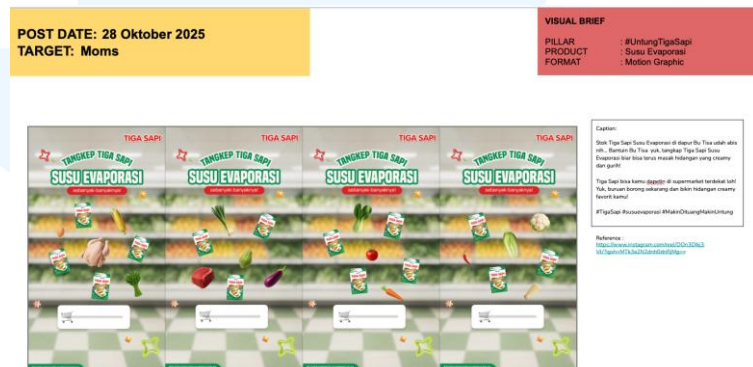 POST DATE: 28 Oktober 2025
TARGET: Moms
VISUAL BRIEF
PILLAR : #UntungTigaSapi
PRODUCT : Susu Evaporasi
FORMAT : Motion Graphic
TIGA SAPI
TANGKEP TIGA SAPI
SUSU EVAPORASI
sebanyak-banyaknya!
TIGA SAPI
TANGKEP TIGA SAPI
SUSU EVAPORASI
sebanyak-banyaknya!
TIGA SAPI
TANGKEP TIGA SAPI
SUSU EVAPORASI
sebanyak-banyaknya!
TIGA SAPI
TANGKEP TIGA SAPI
SUSU EVAPORASI
sebanyak-banyaknya!
Caption:
Stok Tiga Sapi Susu Evaporasi di dapur Bu Tisa udah abis
nih... Bantuin Bu Tisa yuk, tangkap Tiga Sapi Susu
Evaporasi biar bisa terus masak hidangan yang creamy
dan gurih!
Tiga Sapi bisa kamu dapetin di supermarket terdekat loh!
Yuk, buruan borong sekarang dan bikin hidangan creamy
favorit kamu!
#TigaSapi #susuevaporasi #MakinDituangMakinUntung
Reference :